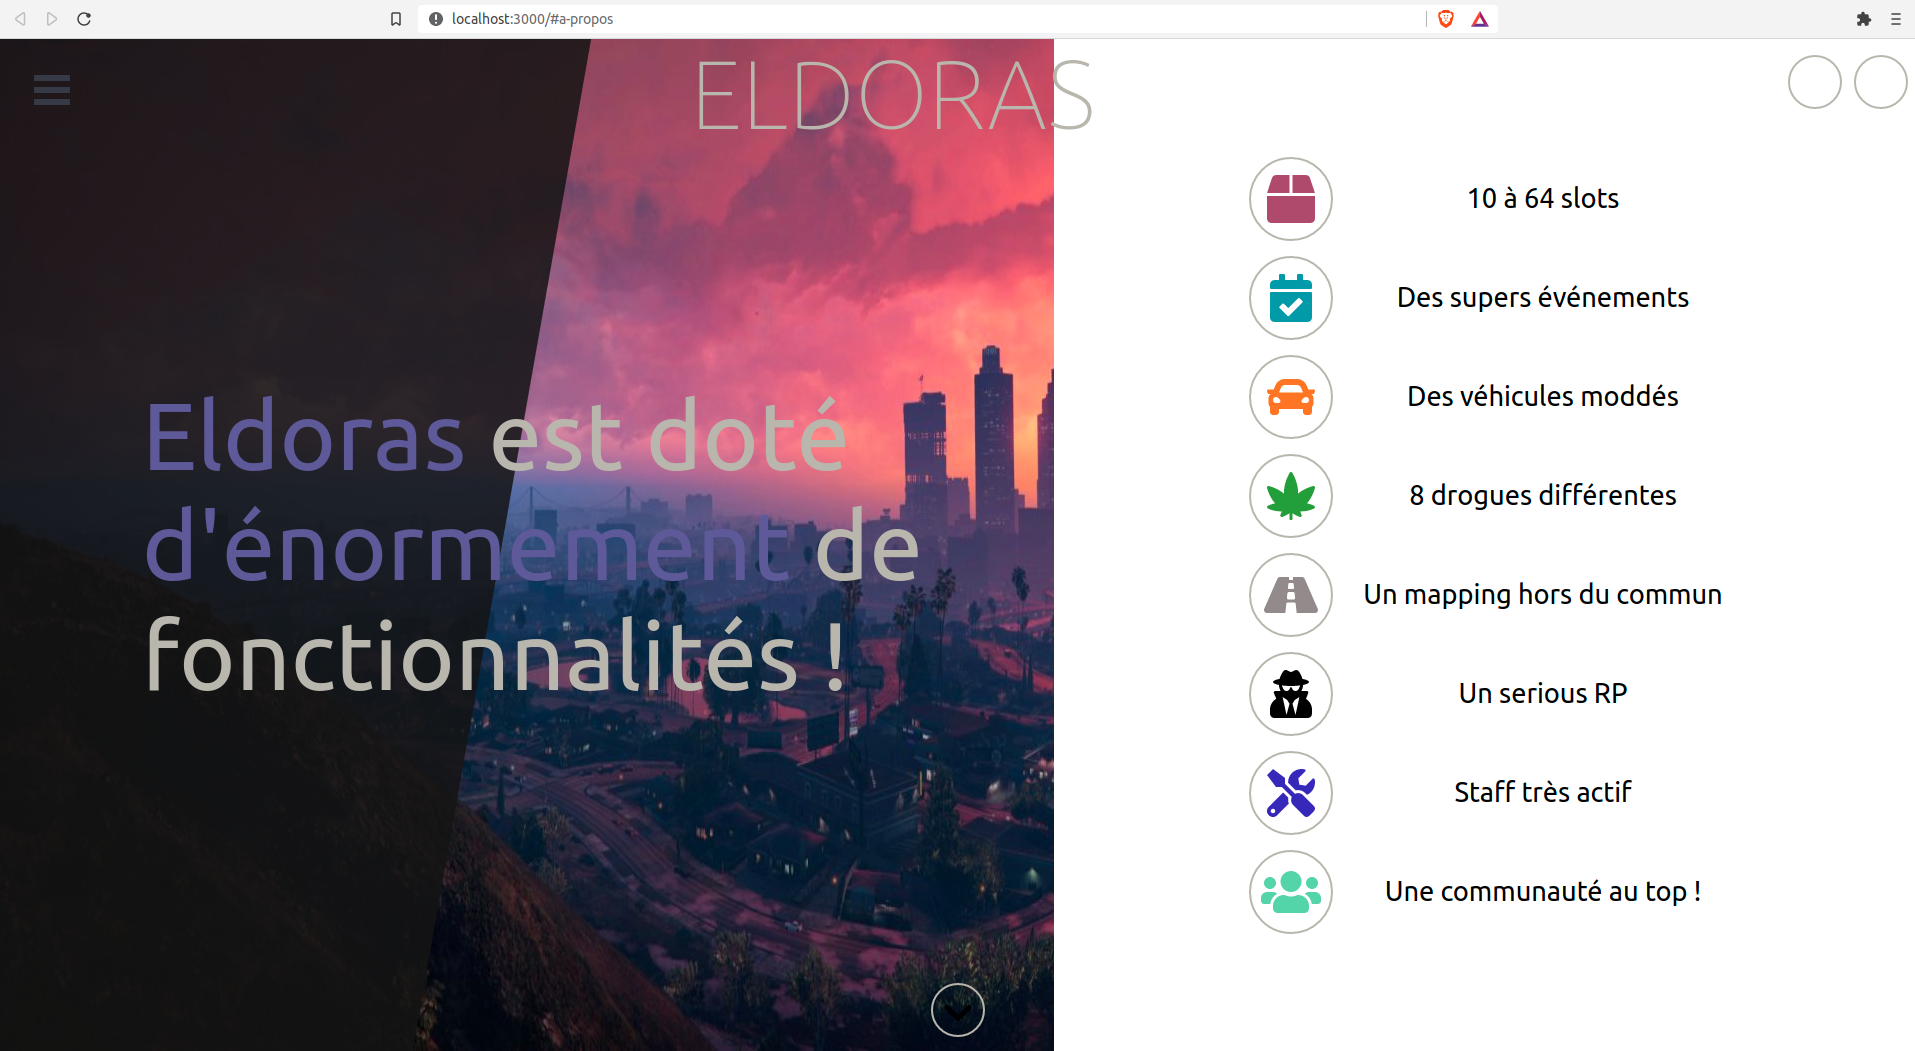 localhost:3000/#a-propos
ELDORAS
Eldoras est doté
d'énormement de
fonctionnalités !
10 à 64 slots
Des supers événements
Des véhicules moddés
8 drogues différentes
Un mapping hors du commun
Un serious RP
Staff très actif
Une communauté au top !